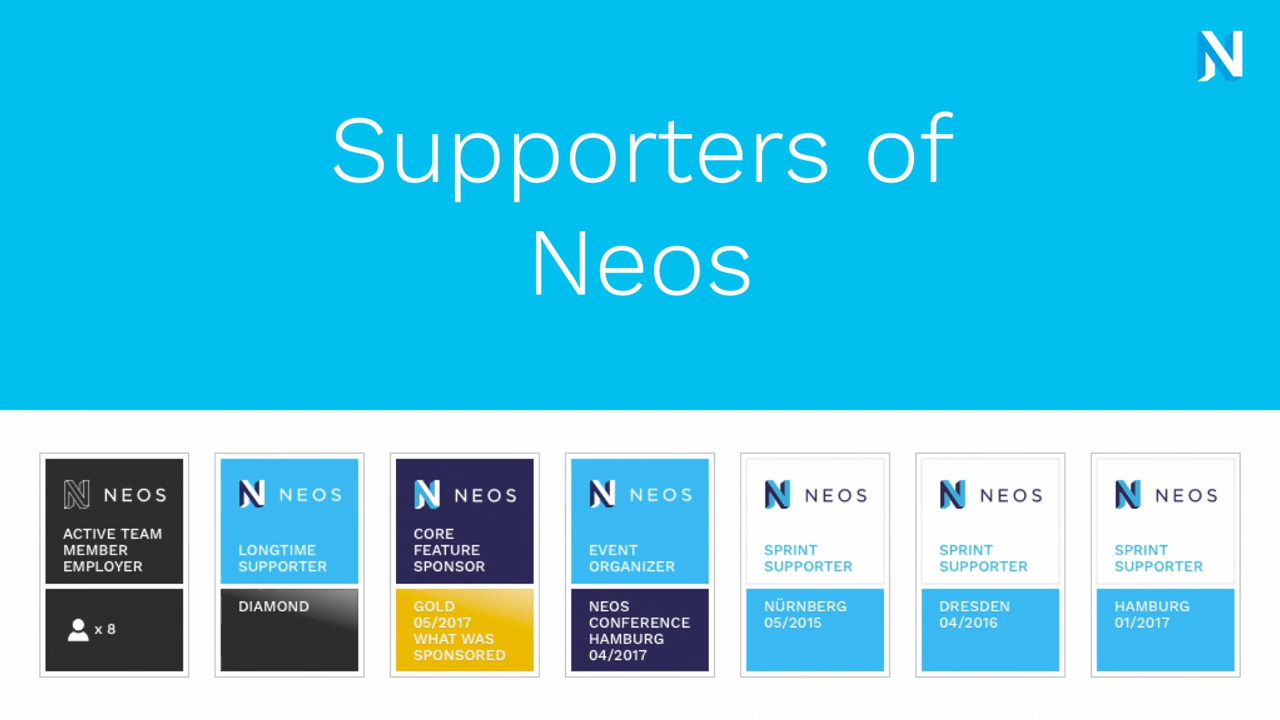 Supporters of
Neos
NEOS
ACTIVE TEAM
MEMBER
EMPLOYER
x 8
NEOS
LONGTIME
SUPPORTER
DIAMOND
NEOS
CORE
FEATURE
SPONSOR
GOLD
05/2017
WHAT WAS
SPONSORED
NEOS
EVENT
ORGANIZER
NEOS
CONFERENCE
HAMBURG
04/2017
NEOS
SPRINT
SUPPORTER
NÜRNBERG
05/2015
NEOS
SPRINT
SUPPORTER
DRESDEN
04/2016
NEOS
SPRINT
SUPPORTER
HAMBURG
01/2017